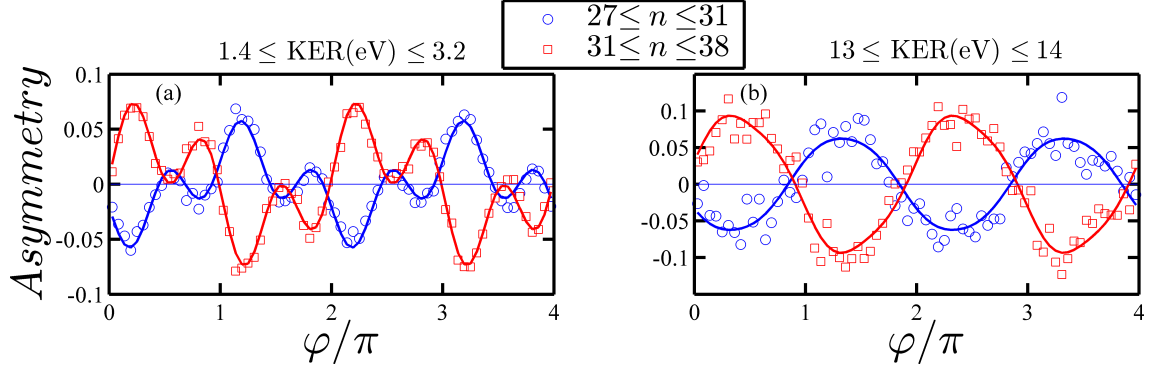 27≤ n ≤31
31≤ n ≤38
1.4 ≤ KER(eV) ≤ 3.2
13 ≤ KER(eV) ≤ 14
Asymmetry
0.1
0.05
0
-0.05
-0.1
(a)
0 1 2 3 4
φ/π
0.1
0.05
0
-0.05
-0.1
(b)
0 1 2 3 4
φ/π